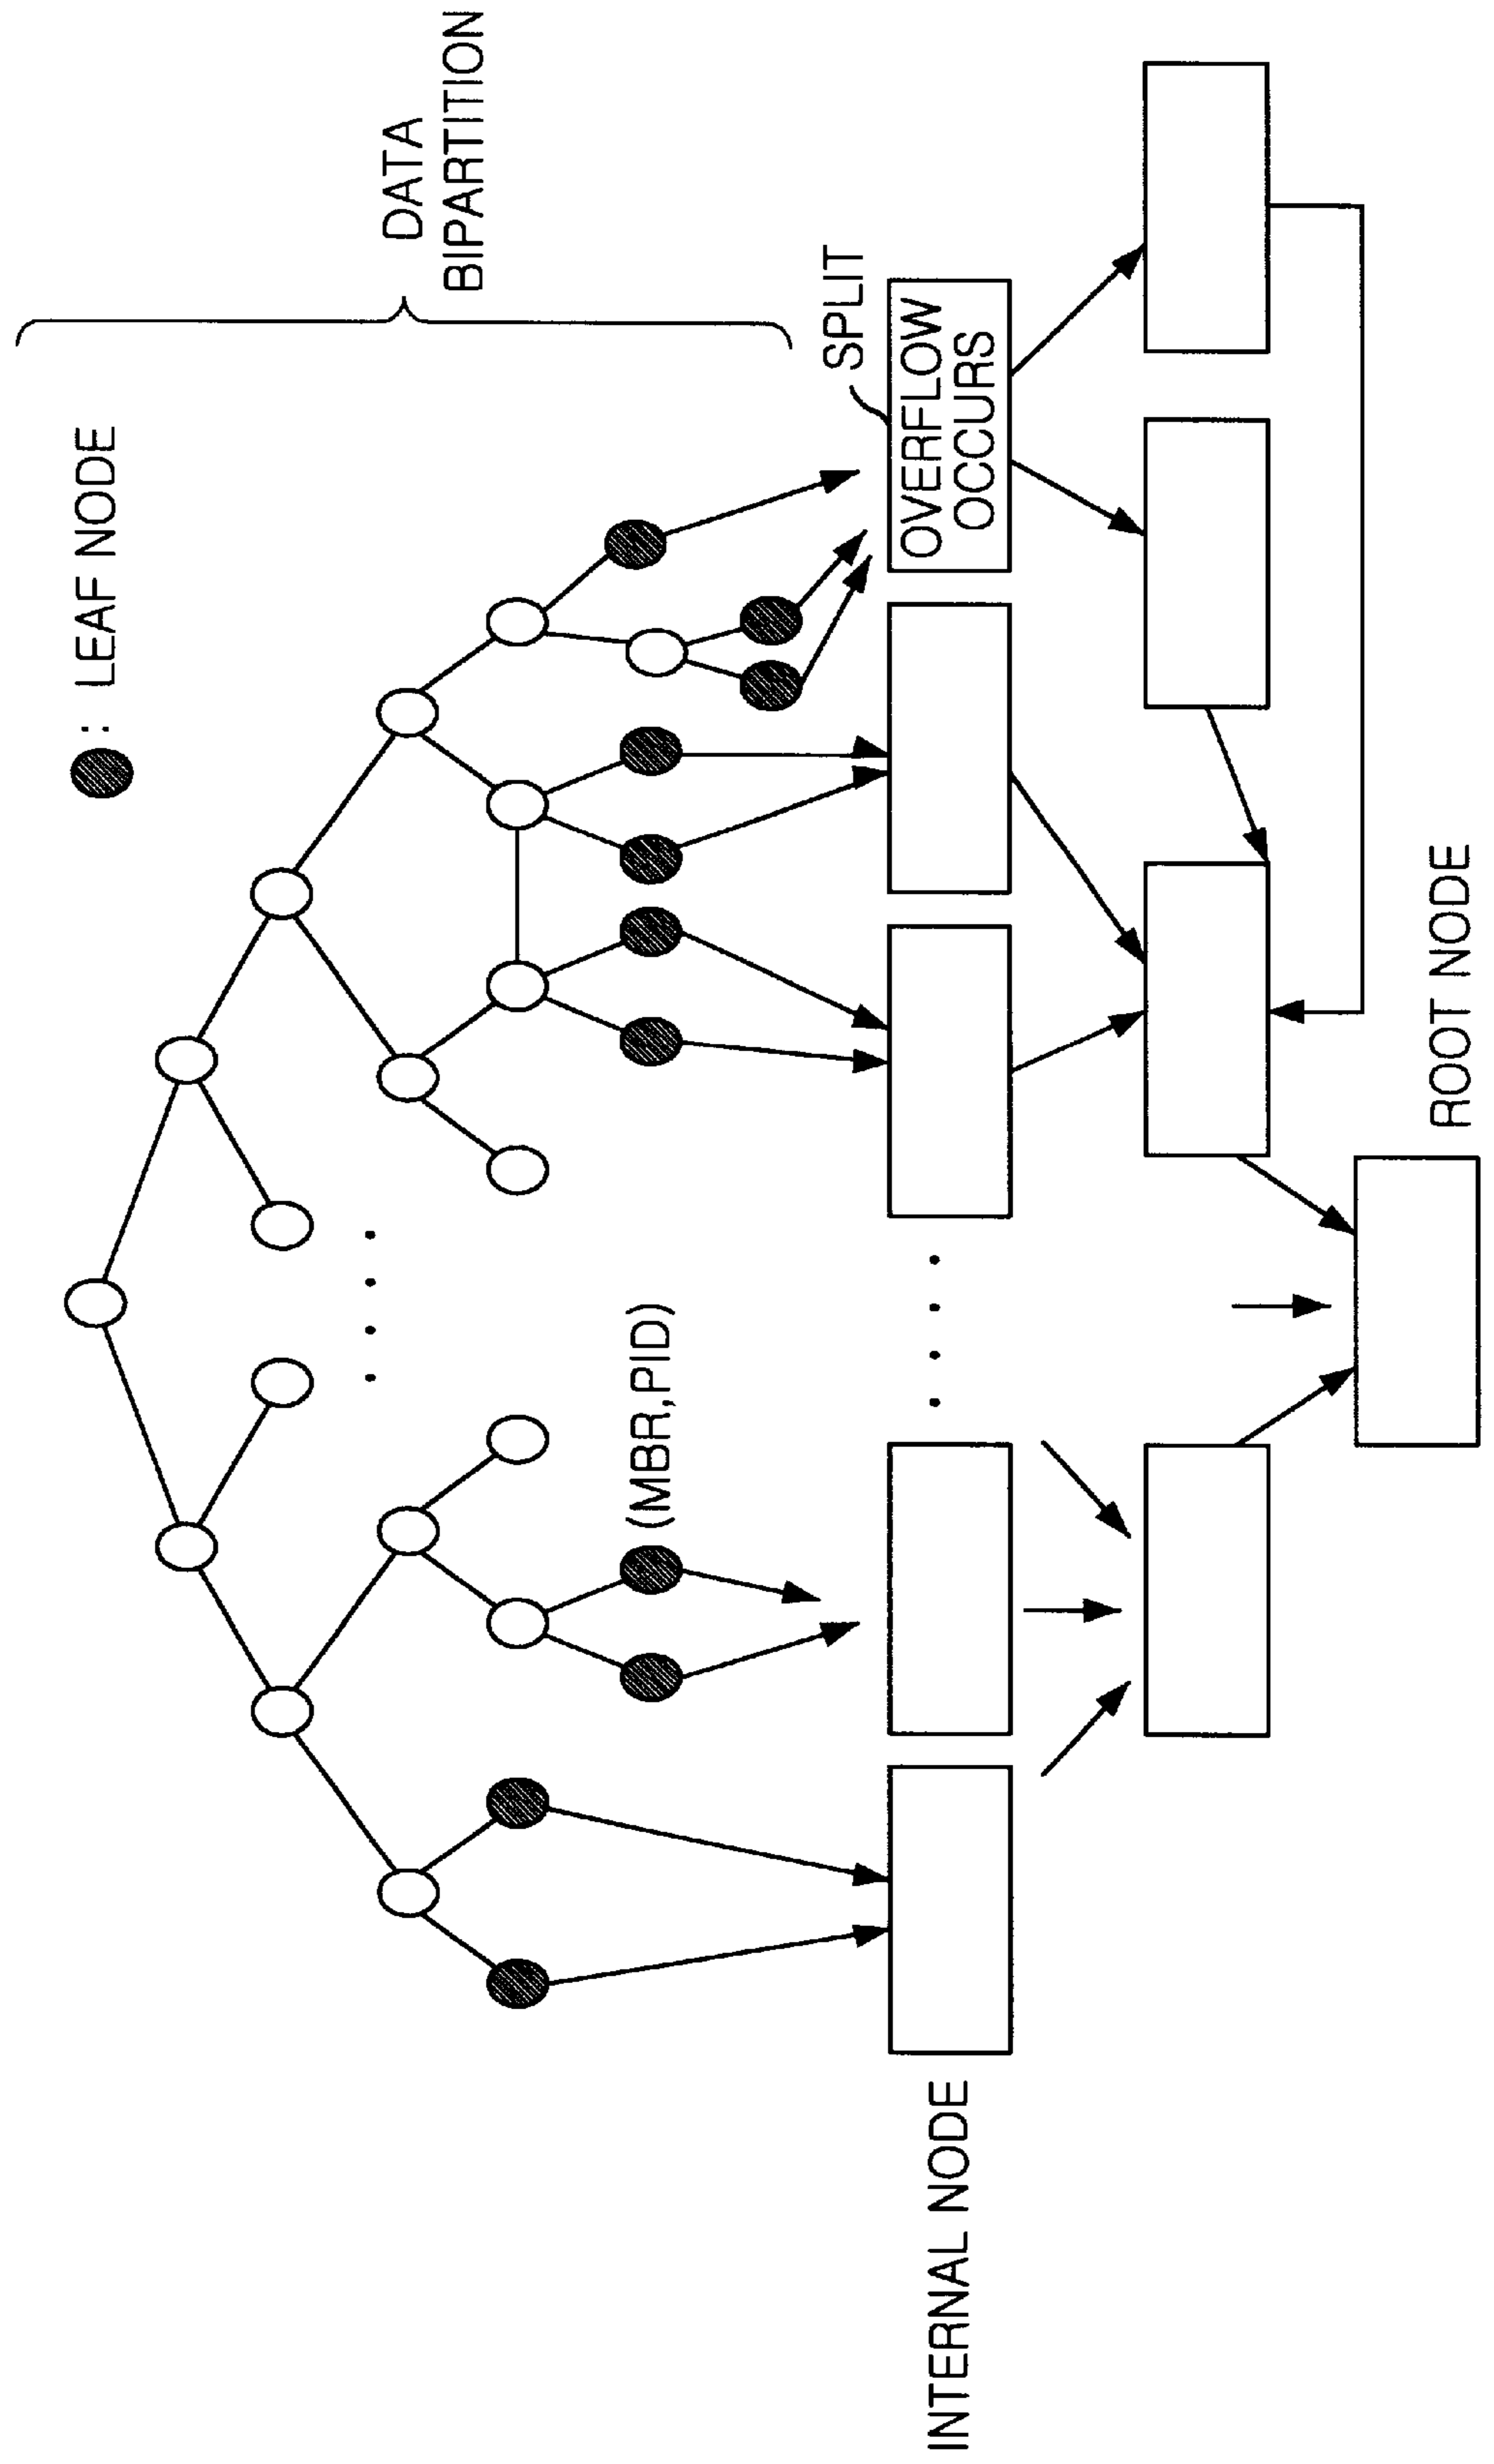 : LEAF NODE
DATA
BIPARTITION
(MBR,PID)
SPLIT
OVERFLOW
OCCURS
INTERNAL NODE
ROOT NODE